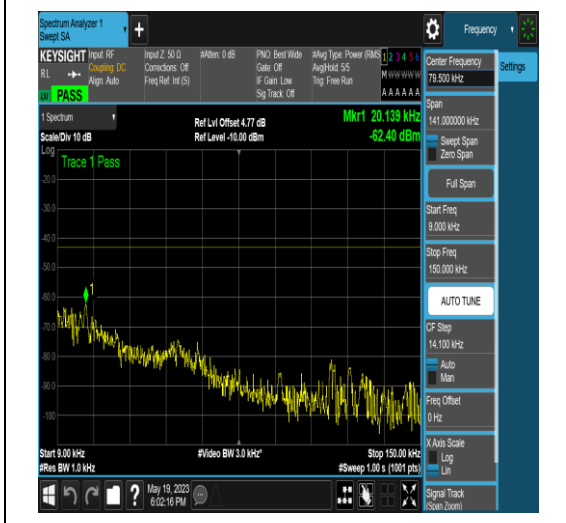 Spectrum Analyzer 1
Swept SA
+
Frequency
KEYSIGHT
RL
PASS
Input: RF
Coupling: DC
Align: Auto
Input Z: 50 Ω
Corrections: Off
Freq Ref: Int (S)
#Atten: 0 dB
PNO: Best Wide
Gate: Off
IF Gain: Low
Sig Track: Off
#Avg Type: Power (RMS
Avg|Hold: 5/5
Trig: Free Run
1 2 3 4 5 6
M W W W W W
A A A A A A
1 Spectrum
Scale/Div 10 dB
Ref Lvl Offset 4.77 dB
Ref Level -10.00 dBm
Mkr1 20.139 kHz
-62.40 dBm
Log
Trace 1 Pass
-20.0
-30.0
-40.0
-50.0
-60.0
-70.0
-80.0
-90.0
-100
1
Start 9.00 kHz
#Res BW 1.0 kHz
#Video BW 3.0 kHz*
Stop 150.00 kHz
#Sweep 1.00 s (1001 pts)
?
May 19, 2023
6:02:16 PM
Center Frequency
79.500 kHz
Settings
Span
141.000000 kHz
Swept Span
Zero Span
Full Span
Start Freq
9.000 kHz
Stop Freq
150.000 kHz
AUTO TUNE
CF Step
14.100 kHz
Auto
Man
Freq Offset
0 Hz
X Axis Scale
Log
Lin
Signal Track
(Span Zoom)